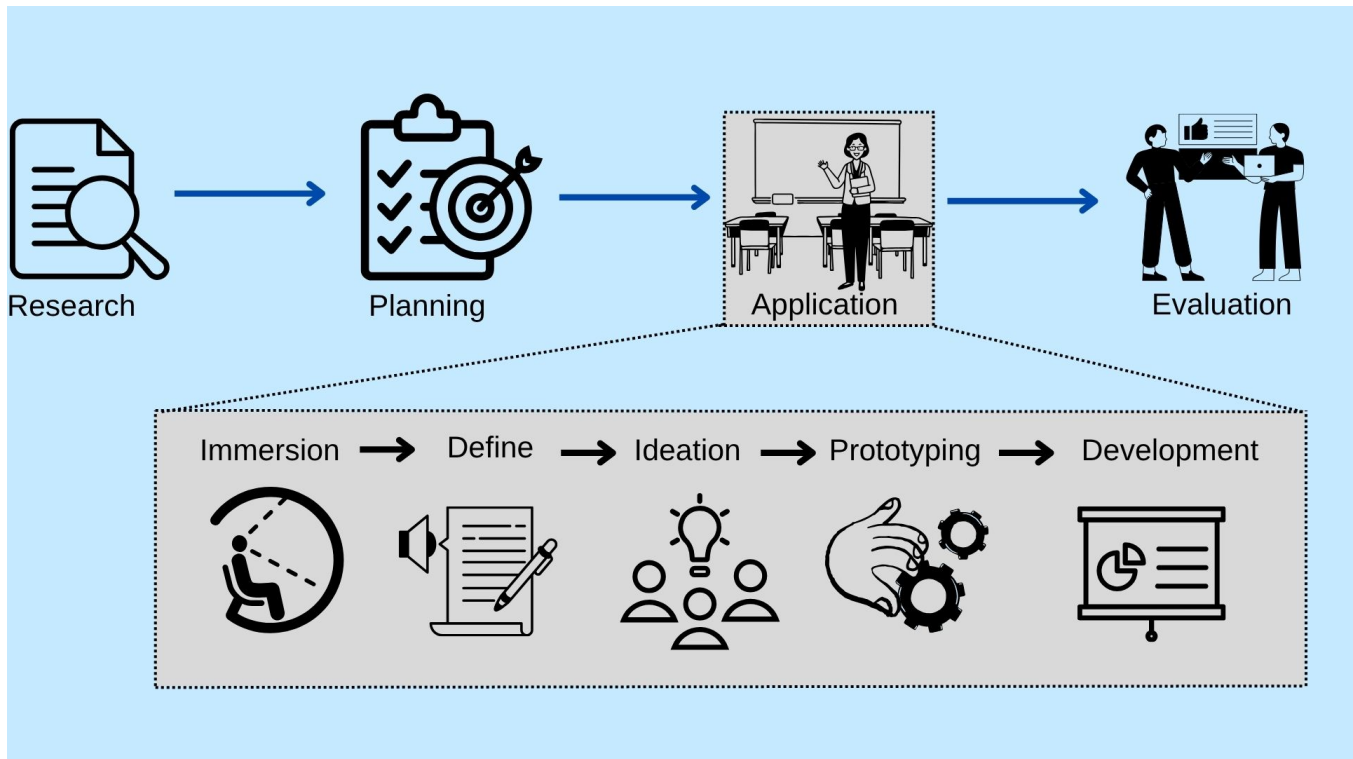 Research
Planning
Application
Evaluation
Immersion
Define
Ideation
Prototyping
Development